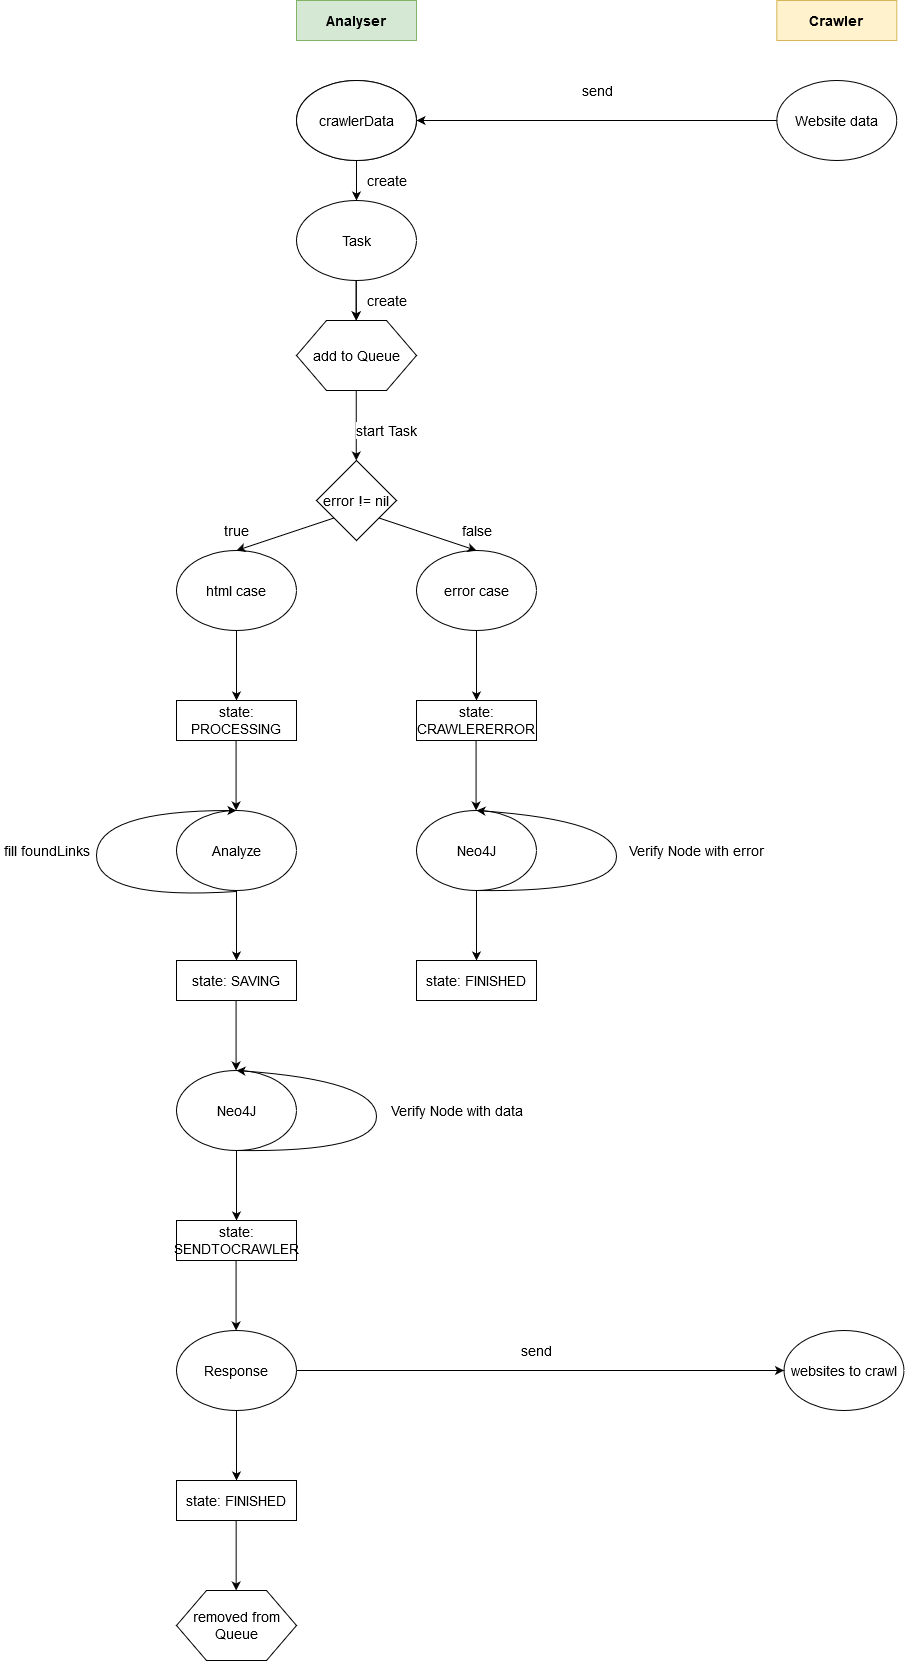 Analyser
Crawler
send
crawlerData
Website data
create
Task
create
add to Queue
start Task
error != nil
true
false
html case
error case
state:
PROCESSING
state:
CRAWLERERROR
fill foundLinks
Analyze
Neo4J
Verify Node with error
state: SAVING
state: FINISHED
Neo4J
Verify Node with data
state:
SENDTOCRAWLER
send
Response
websites to crawl
state: FINISHED
removed from
Queue